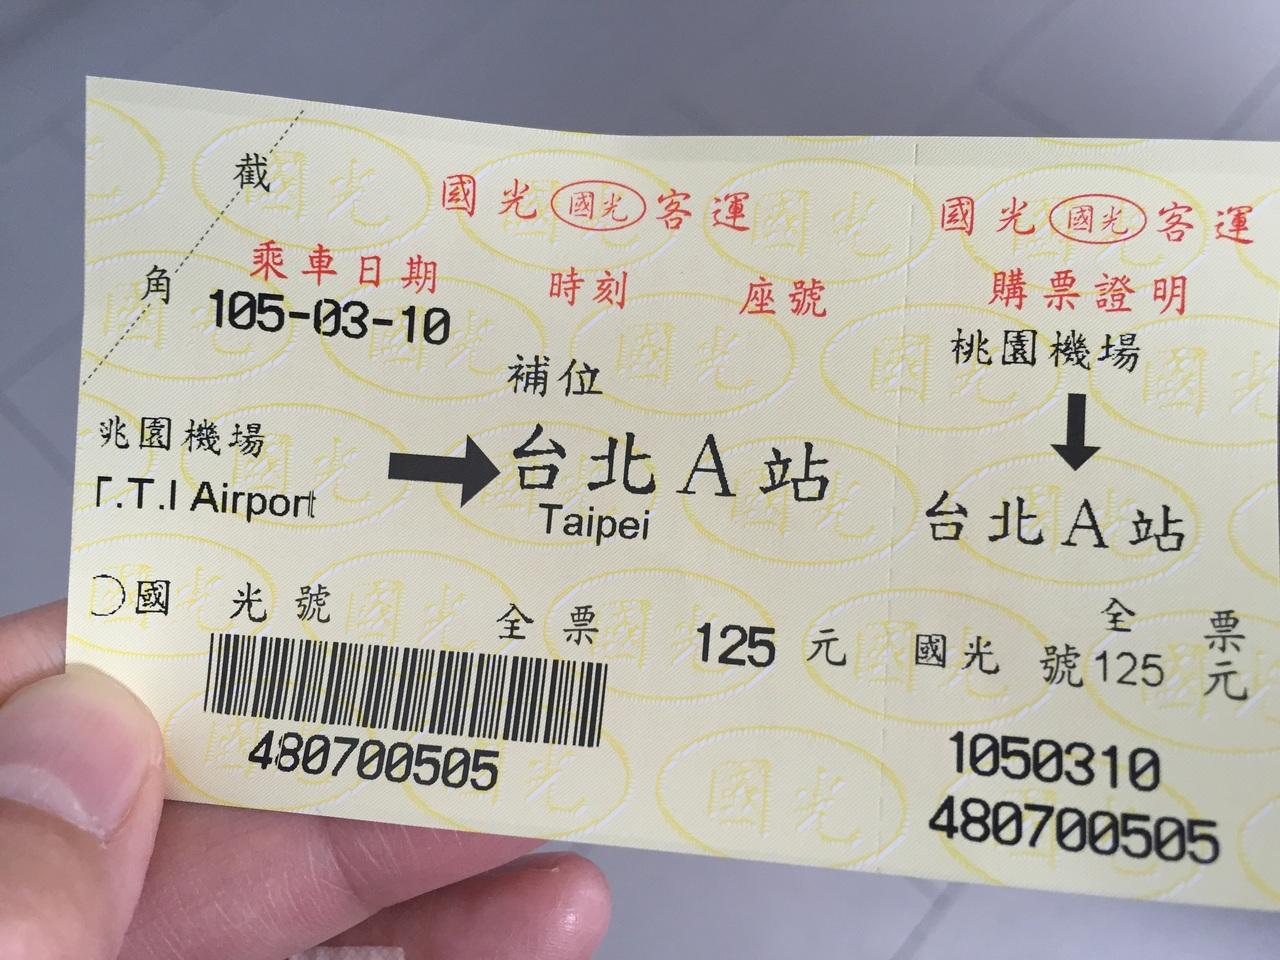 截
角
國光 國光 客運
乘車日期 時刻 座號
105-03-10
補位
桃園機場
T.T.I Airport
台北A站
Taipei
國光號 全票 125 元
480700505
國光 國光 客運
購票證明
桃園機場
台北A站
全票
國光號 125 元
1050310
480700505